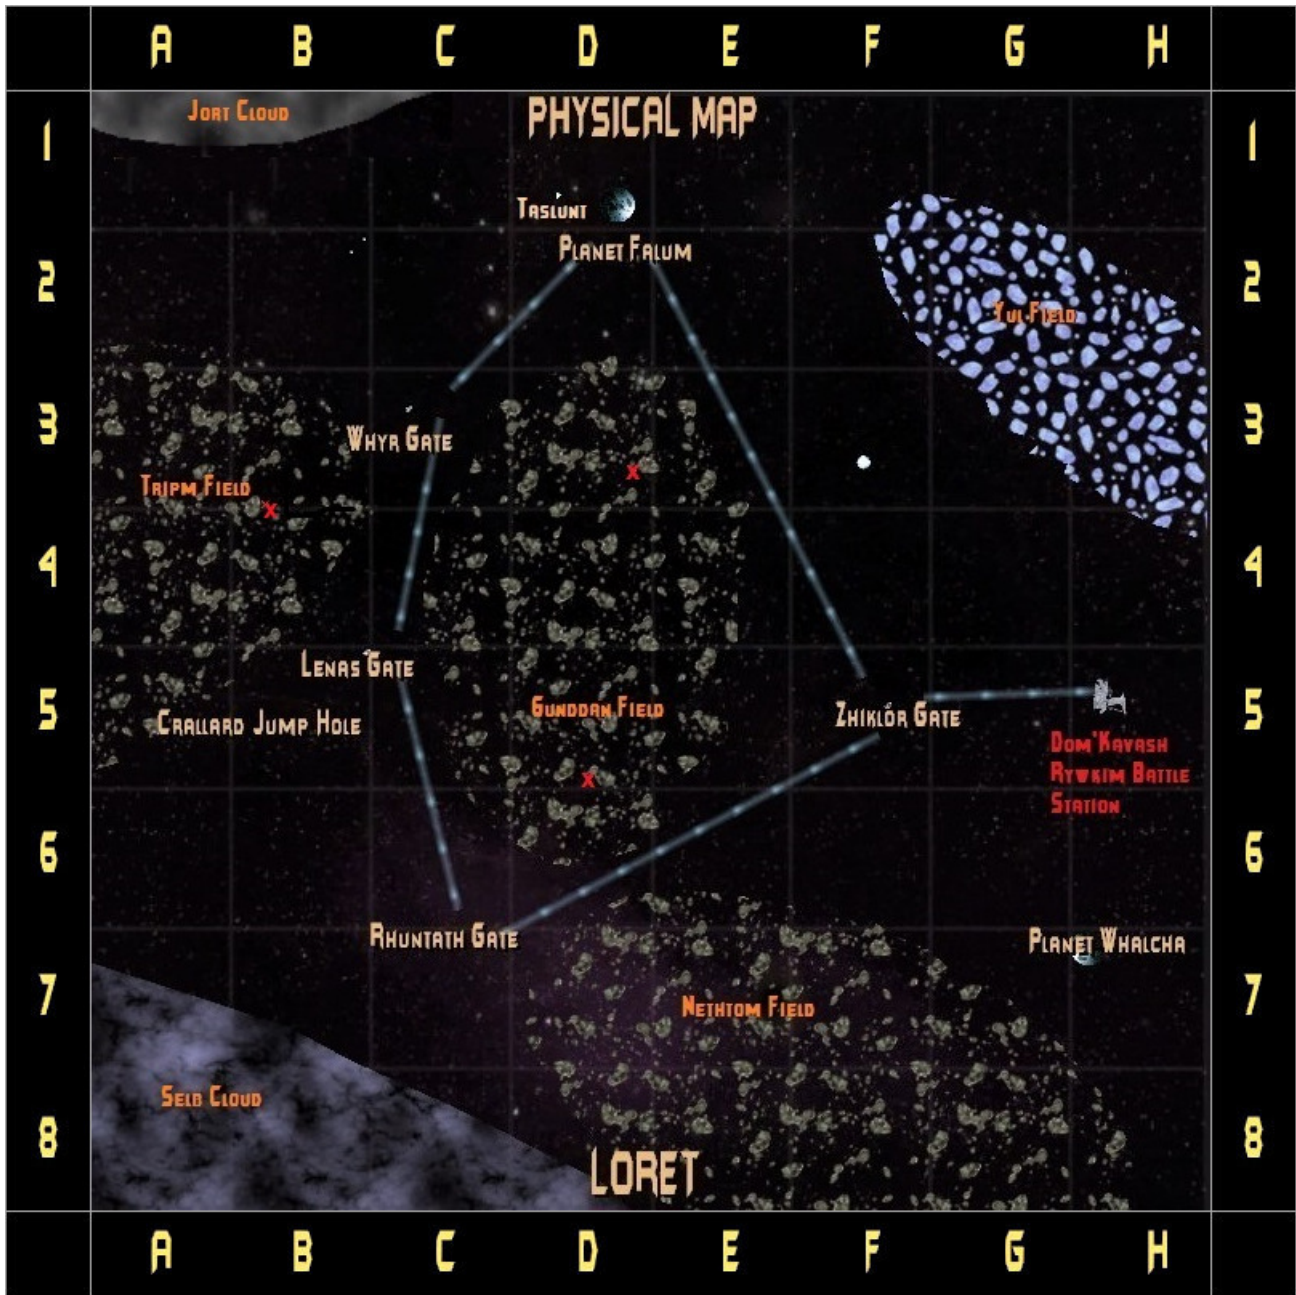 A B C D E F G H
JORT CLOUD
PHYSICAL MAP
1 1
TASLUNT
PLANET FALUM
2 2
YUL FIELD
3 3
WHYR GATE
X
TRIPM FIELD
X
4 4
LENAS GATE
GUNDDAN FIELD
5 5
CRALLARD JUMP HOLE
ZHIKLOR GATE
DOM'KAVASH
RYWKIM BATTLE
STATION
X
6 6
RHUNTATH GATE
PLANET WHALCHA
7 7
NETHTOM FIELD
SELB CLOUD
8 8
LORET
A B C D E F G H